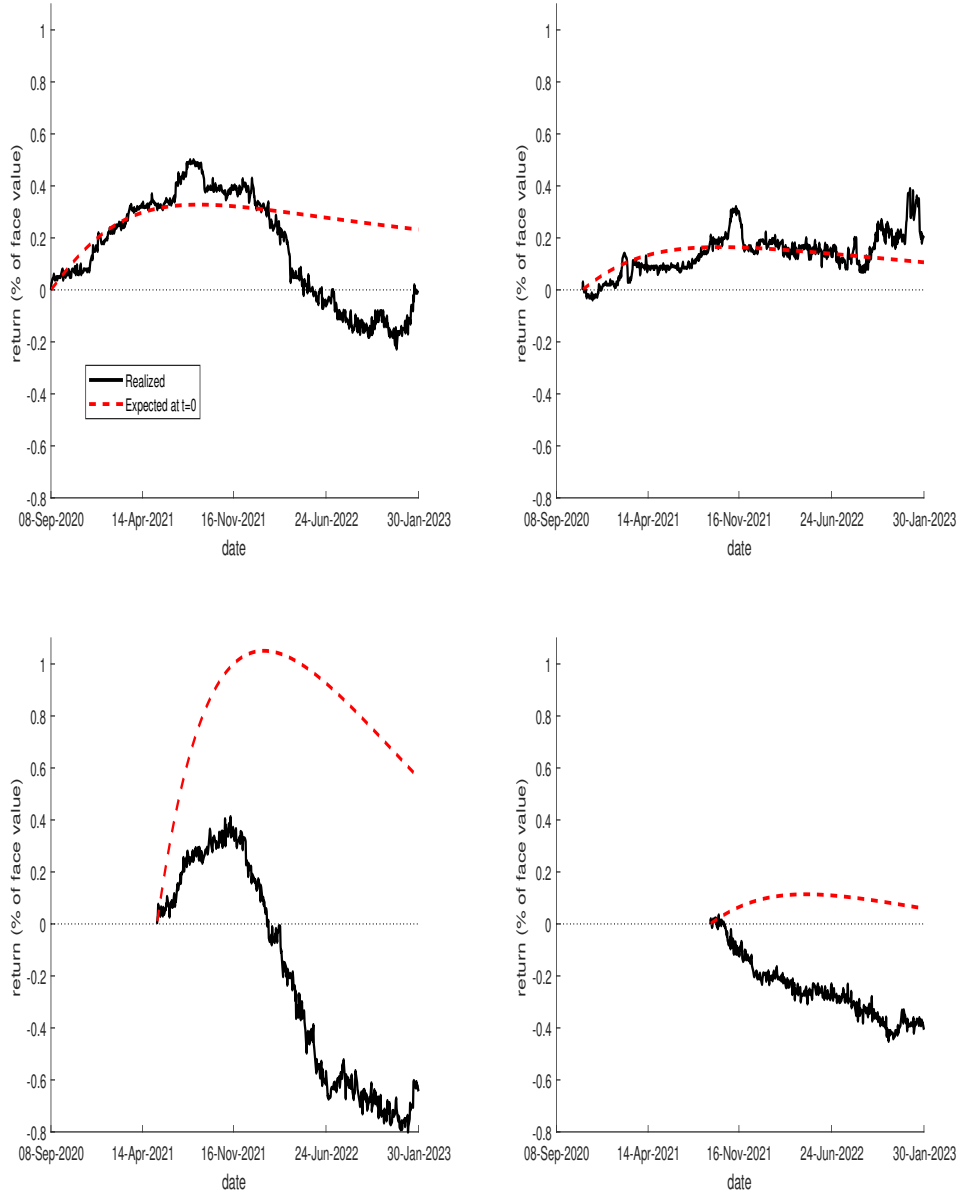 return (% of face value)
1
0.8
0.6
0.4
0.2
0
-0.2
-0.4
-0.6
-0.8
Realized
Expected at t=0
08-Sep-2020 14-Apr-2021 16-Nov-2021 24-Jun-2022 30-Jan-2023
date
return (% of face value)
1
0.8
0.6
0.4
0.2
0
-0.2
-0.4
-0.6
-0.8
08-Sep-2020 14-Apr-2021 16-Nov-2021 24-Jun-2022 30-Jan-2023
date
return (% of face value)
1
0.8
0.6
0.4
0.2
0
-0.2
-0.4
-0.6
-0.8
08-Sep-2020 14-Apr-2021 16-Nov-2021 24-Jun-2022 30-Jan-2023
date
return (% of face value)
1
0.8
0.6
0.4
0.2
0
-0.2
-0.4
-0.6
-0.8
08-Sep-2020 14-Apr-2021 16-Nov-2021 24-Jun-2022 30-Jan-2023
date